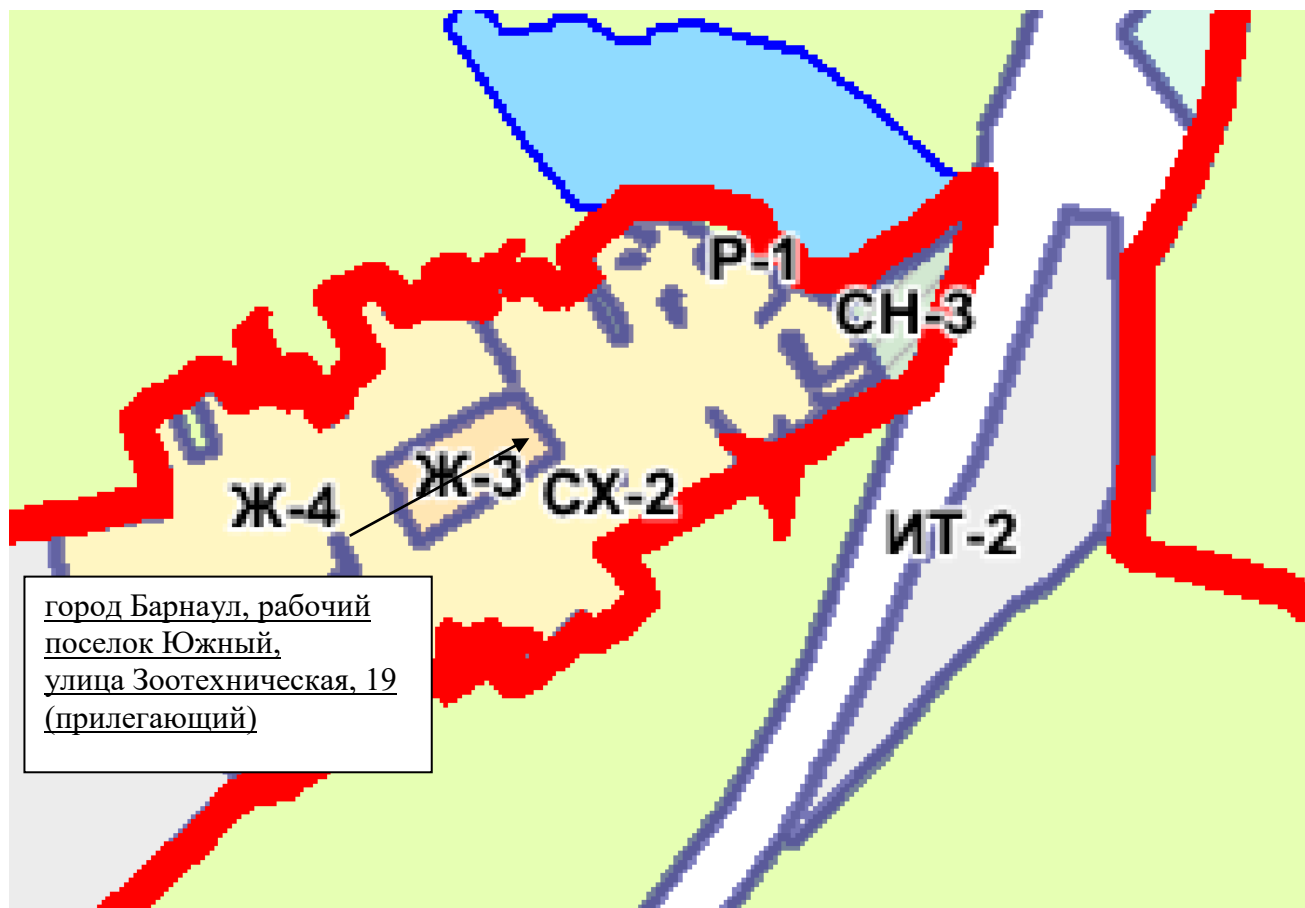 Р-1
СН-3
Ж-3
СХ-2
Ж-4
ИТ-2
город Барнаул, рабочий
поселок Южный,
улица Зоотехническая, 19
(прилегающий)